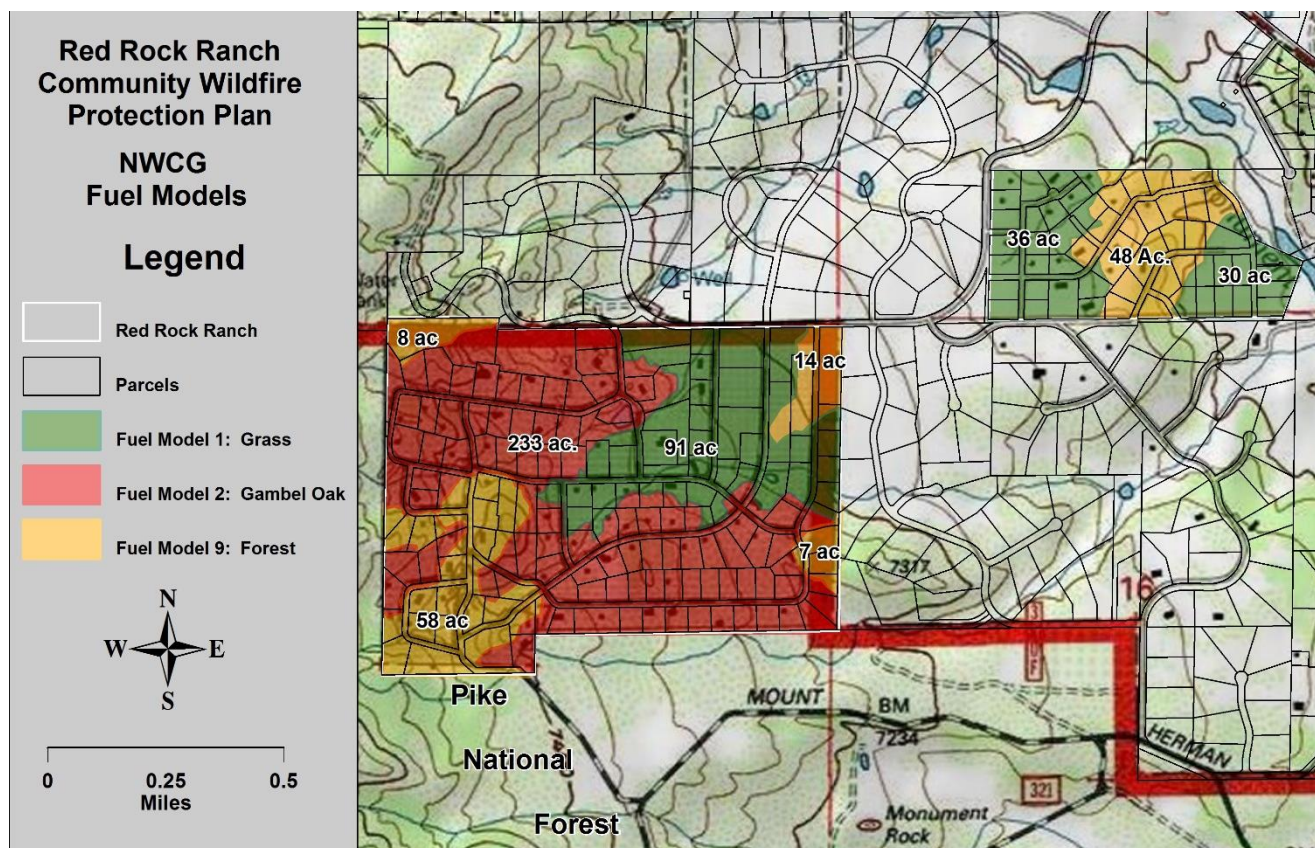 Red Rock Ranch
Community Wildfire
Protection Plan
NWCG
Fuel Models
Legend
Red Rock Ranch
Parcels
Fuel Model 1: Grass
Fuel Model 2: Gambel Oak
Fuel Model 9: Forest
N
W E
S
0 0.25 0.5
Miles
36 ac
48 Ac.
30 ac
Well
8 ac
14 ac
233 ac.
91 ac
7 ac
58 ac
7317
16
Pike
National
Forest
MOUNT
BM
7234
HERMAN
321
Monument
Rock